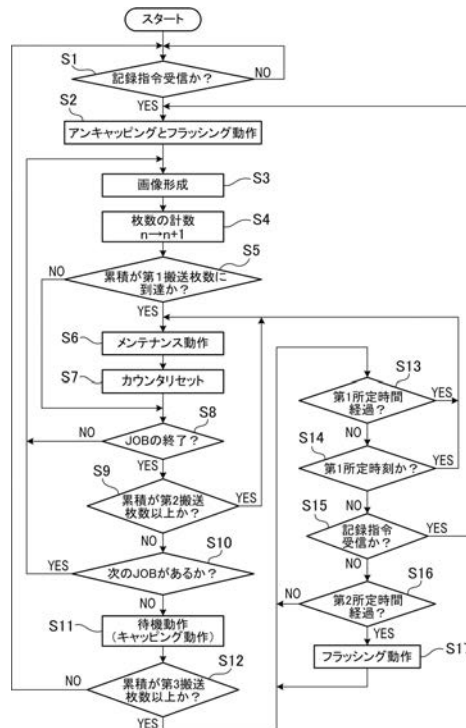 スタート
S1
記録指令受信か?
NO
YES
S2
アンキャッピングとフラッシング動作
画像形成
S3
枚数の計数
n→n+1
S4
S5
NO
累積が第1搬送枚数に
到達か?
YES
S6
メンテナンス動作
S7
カウンタリセット
S8
NO
JOBの終了?
YES
S9
累積が第2搬送
枚数以上か?
YES
NO
S10
YES
次のJOBがあるか?
NO
S11
待機動作
(キャッピング動作)
S12
NO
累積が第3搬送
枚数以上か?
YES
S13
第1所定時間
経過?
YES
NO
S14
第1所定時刻か?
YES
NO
S15
記録指令
受信か?
YES
NO
S16
NO
第2所定時間
経過?
YES
フラッシング動作
S17